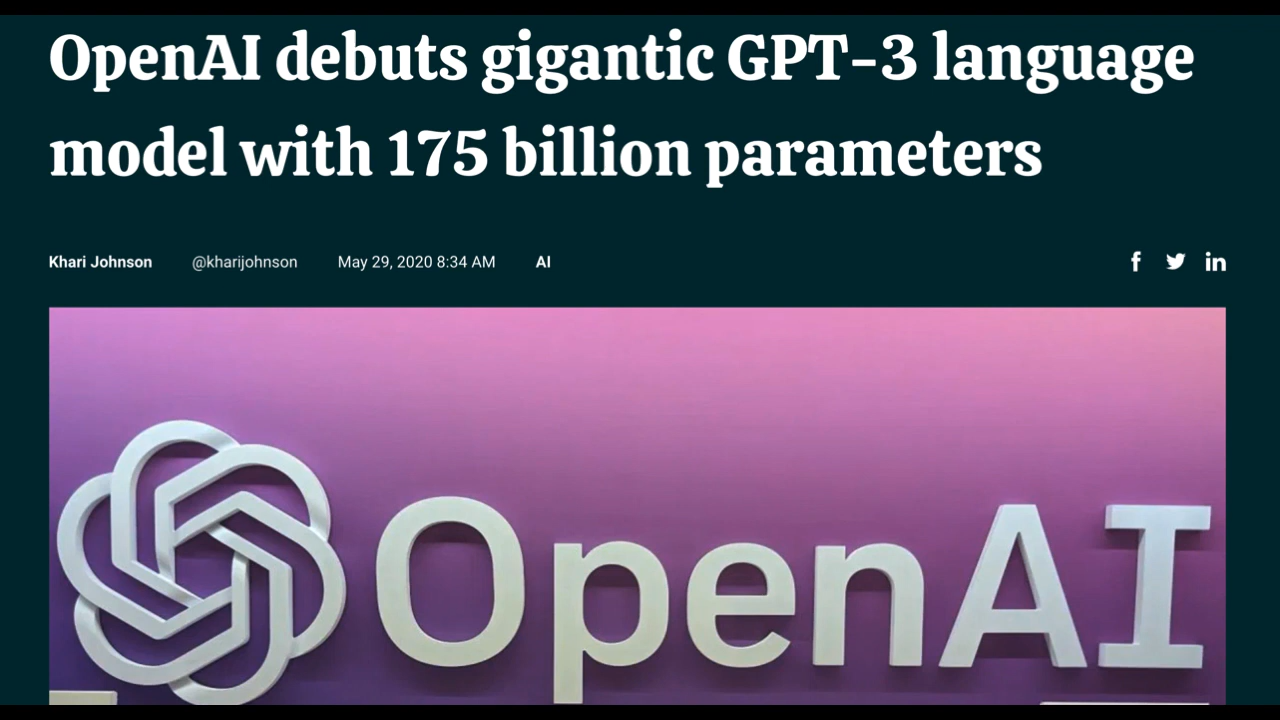 OpenAI debuts gigantic GPT-3 language
model with 175 billion parameters
Khari Johnson @kharijohnson May 29, 2020 8:34 AM AI
OpenAI